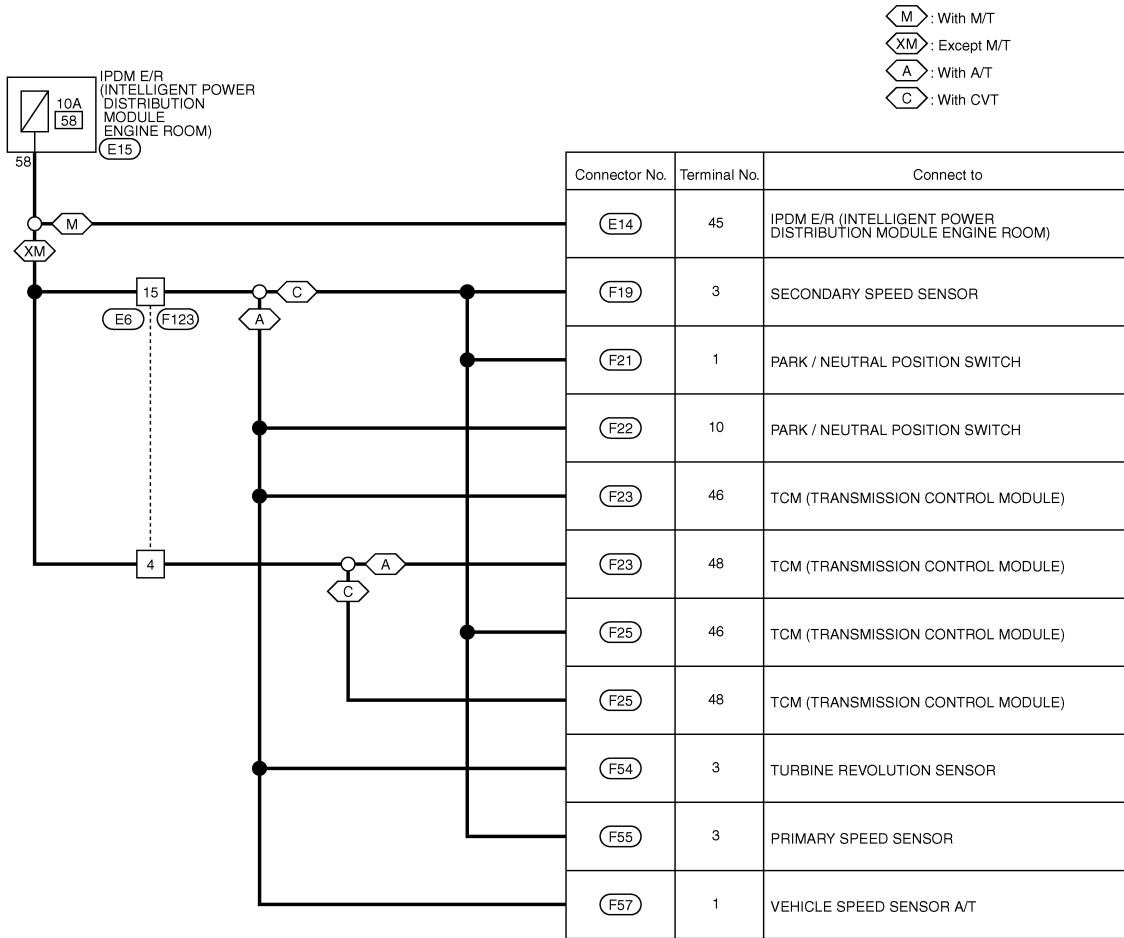 M : With M/T
XM : Except M/T
A : With A/T
C : With CVT
IPDM E/R
(INTELLIGENT POWER
DISTRIBUTION
MODULE
ENGINE ROOM)
10A
58
E15
58
M
XM
15
C
E6
F123
A
4
A
C
Connector No. Terminal No. Connect to
E14 45 IPDM E/R (INTELLIGENT POWER
DISTRIBUTION MODULE ENGINE ROOM)
F19 3 SECONDARY SPEED SENSOR
F21 1 PARK / NEUTRAL POSITION SWITCH
F22 10 PARK / NEUTRAL POSITION SWITCH
F23 46 TCM (TRANSMISSION CONTROL MODULE)
F23 48 TCM (TRANSMISSION CONTROL MODULE)
F25 46 TCM (TRANSMISSION CONTROL MODULE)
F25 48 TCM (TRANSMISSION CONTROL MODULE)
F54 3 TURBINE REVOLUTION SENSOR
F55 3 PRIMARY SPEED SENSOR
F57 1 VEHICLE SPEED SENSOR A/T